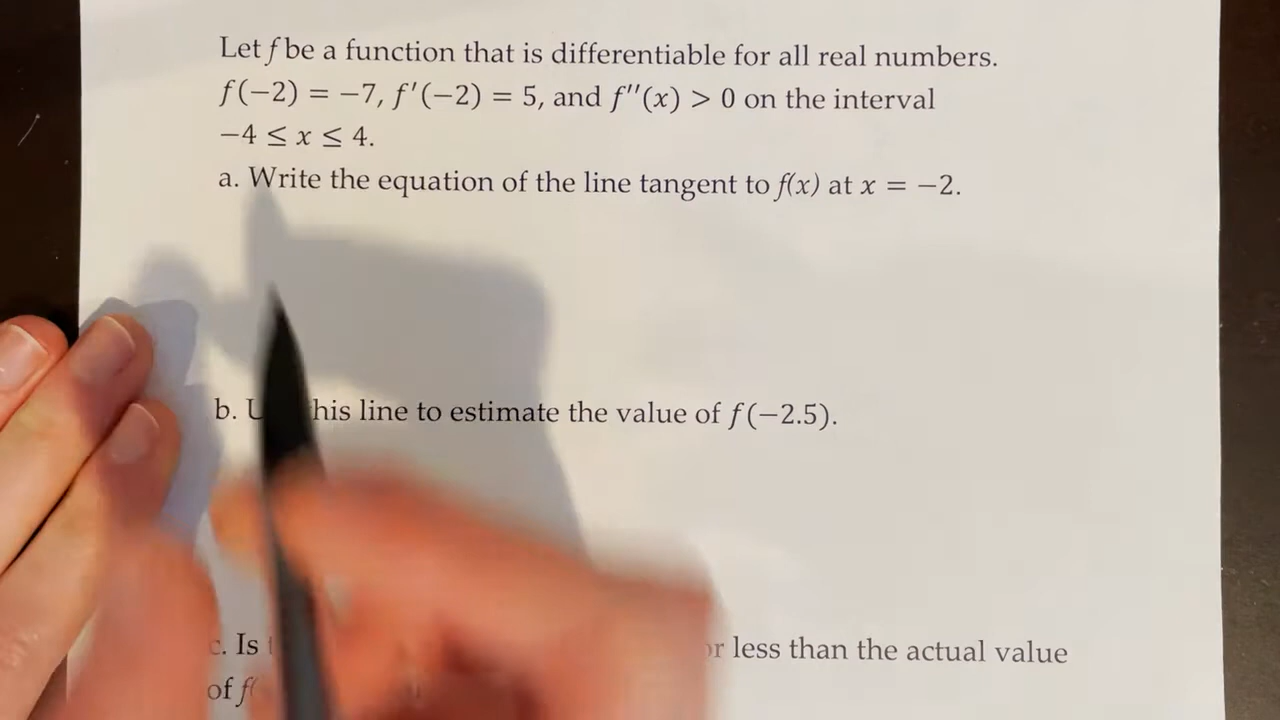 Let f be a function that is differentiable for all real numbers.
f(−2) = −7, f′(−2) = 5, and f″(x) > 0 on the interval
−4 ≤ x ≤ 4.
a. Write the equation of the line tangent to f(x) at x = −2.
b. line to estimate the value of f(−2.5).
c. Is less than the actual value
of